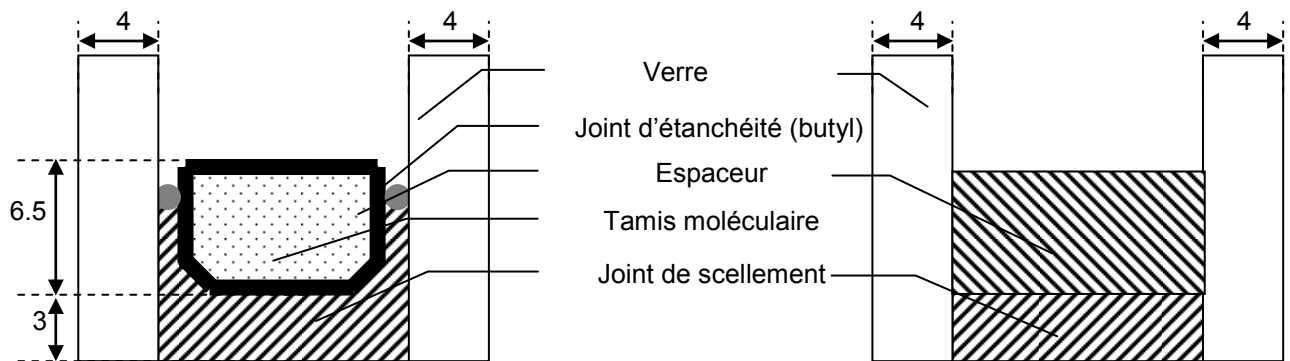 4 4 4 4
Verre
Joint d'étanchéité (butyl)
Espaceur
6.5
Tamis moléculaire
Joint de scellement
3